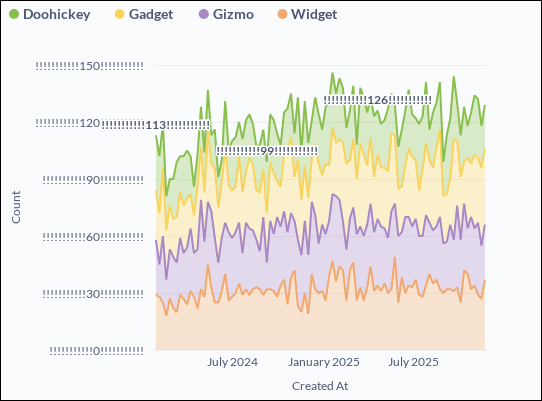 Doohickey
Gadget
Gizmo
Widget
!!!!!!!!!!150!!!!!!!!!!
!!!!!!!!!!120!!!!!!!!!!
!!!!!!!!!!90!!!!!!!!!!
!!!!!!!!!!60!!!!!!!!!!
!!!!!!!!!!30!!!!!!!!!!
!!!!!!!!!!0!!!!!!!!!!
Count
!!!!!!!!!!113!!!!!!!!!!
!!!!!!!!!!99!!!!!!!!!!
!!!!!!!!!!126!!!!!!!!!!
July 2024
January 2025
July 2025
Created At